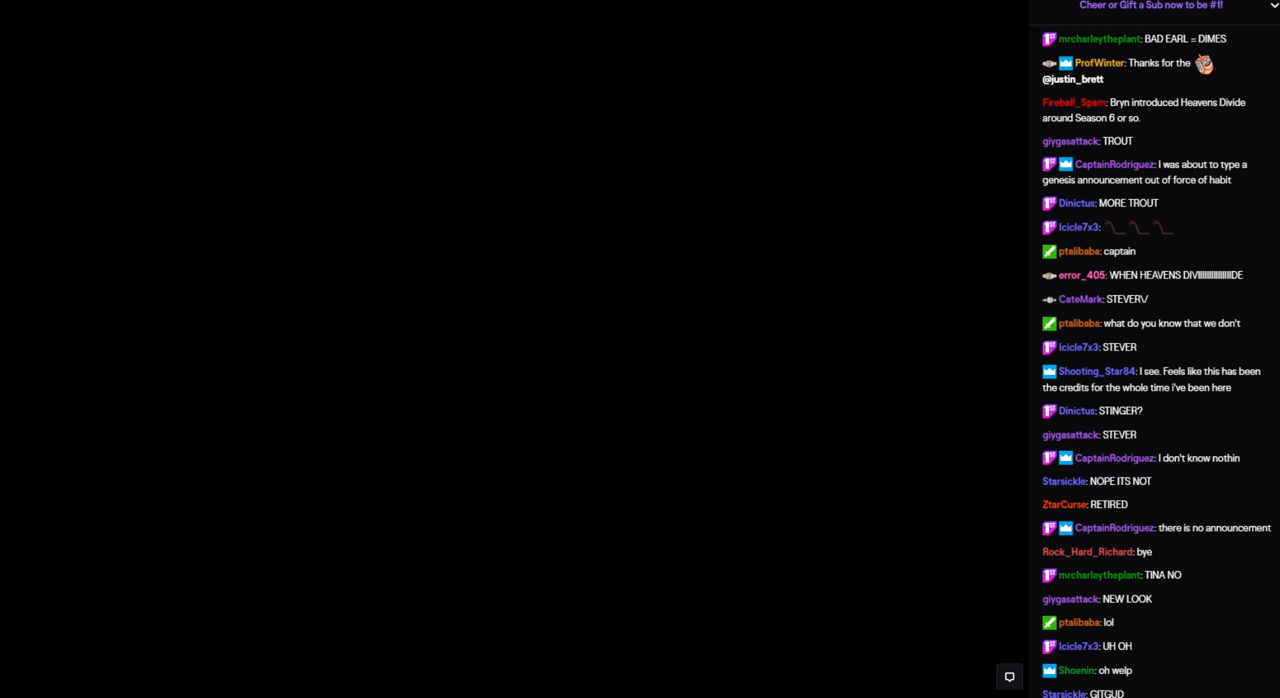 Cheer or Gift a Sub now to be #1!
mrcharleytheplant: BAD EARL = DIMES
ProfWinter: Thanks for the
@justin_brett
Fireball_Spam: Bryn introduced Heavens Divide
around Season 6 or so.
giygasattack: TROUT
CaptainRodriguez: I was about to type a
genesis announcement out of force of habit
Dinictus: MORE TROUT
Icicle7x3:
ptalibaba: captain
error_405: WHEN HEAVENS DIVIIIIIIIIIIIIIIIIDE
CateMark: STEVER\/
ptalibaba: what do you know that we don't
Icicle7x3: STEVER
Shooting_Star84: I see. Feels like this has been
the credits for the whole time i've been here
Dinictus: STINGER?
giygasattack: STEVER
CaptainRodriguez: I don't know nothin
Starsickle: NOPE ITS NOT
ZtarCurse: RETIRED
CaptainRodriguez: there is no announcement
Rock_Hard_Richard: bye
mrcharleytheplant: TINA NO
giygasattack: NEW LOOK
ptalibaba: lol
Icicle7x3: UH OH
Shoenin: oh welp
Starsickle: GITGUD